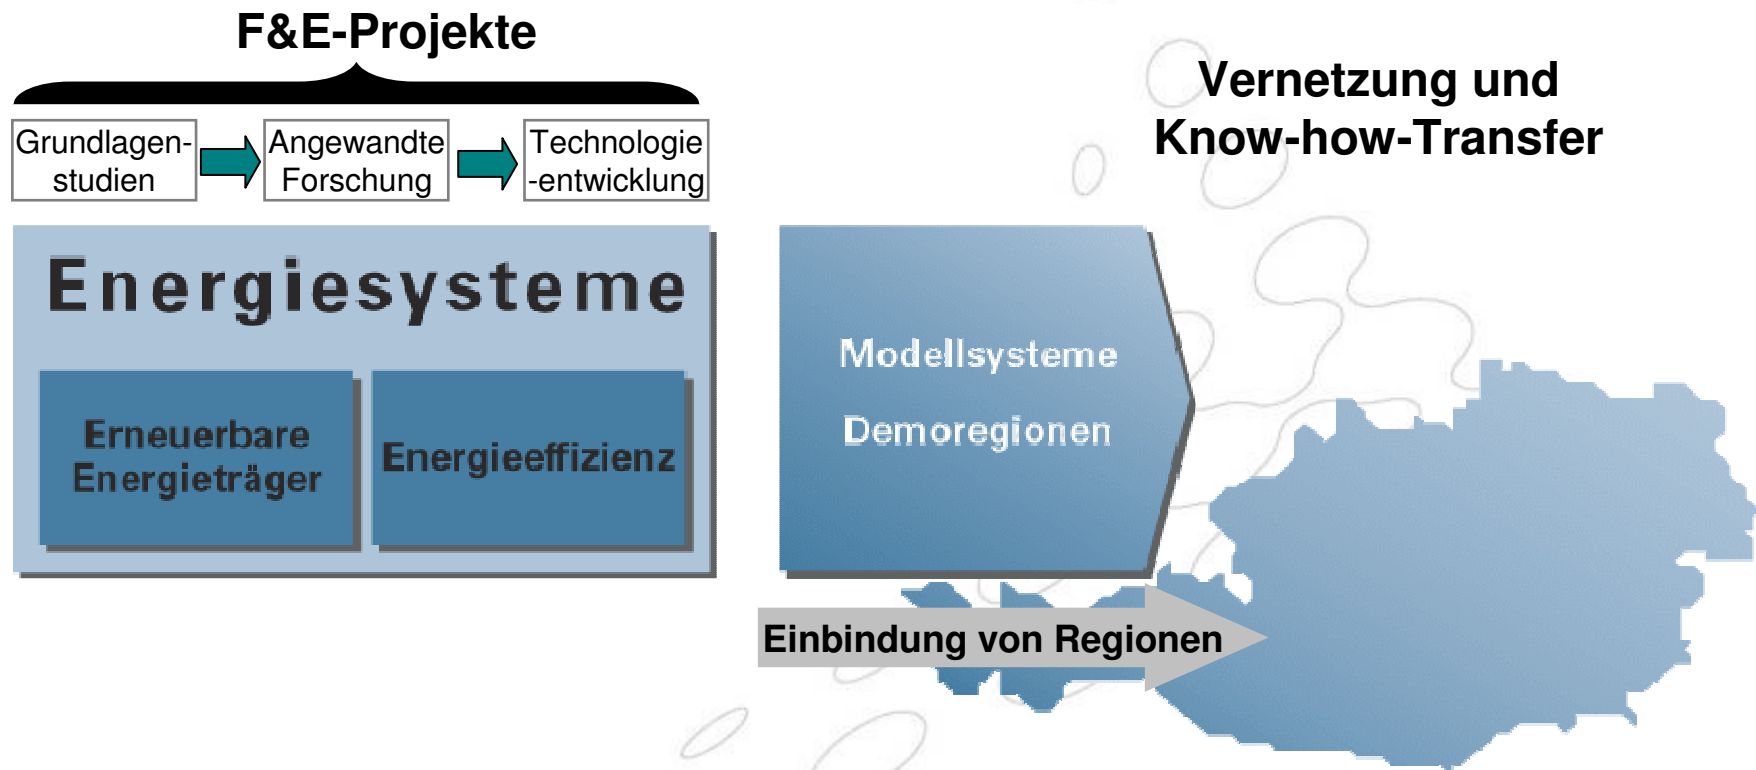 F&E-Projekte
Grundlagen-
studien
Angewandte
Forschung
Technologie
-entwicklung
Vernetzung und
Know-how-Transfer
Energiesysteme
Erneuerbare
Energieträger
Energieeffizienz
Modellsysteme
Demoregionen
Einbindung von Regionen